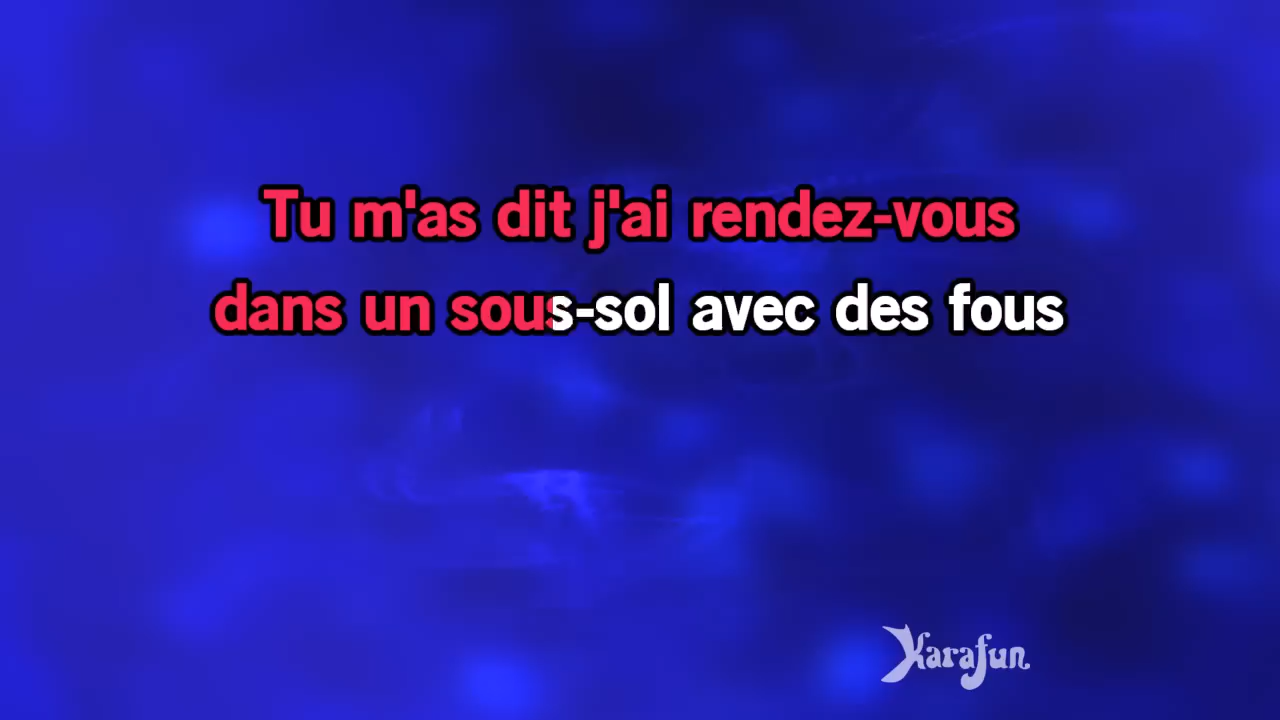 Tu m'as dit j'ai rendez-vous
dans un sous-sol avec des fous
Karafun